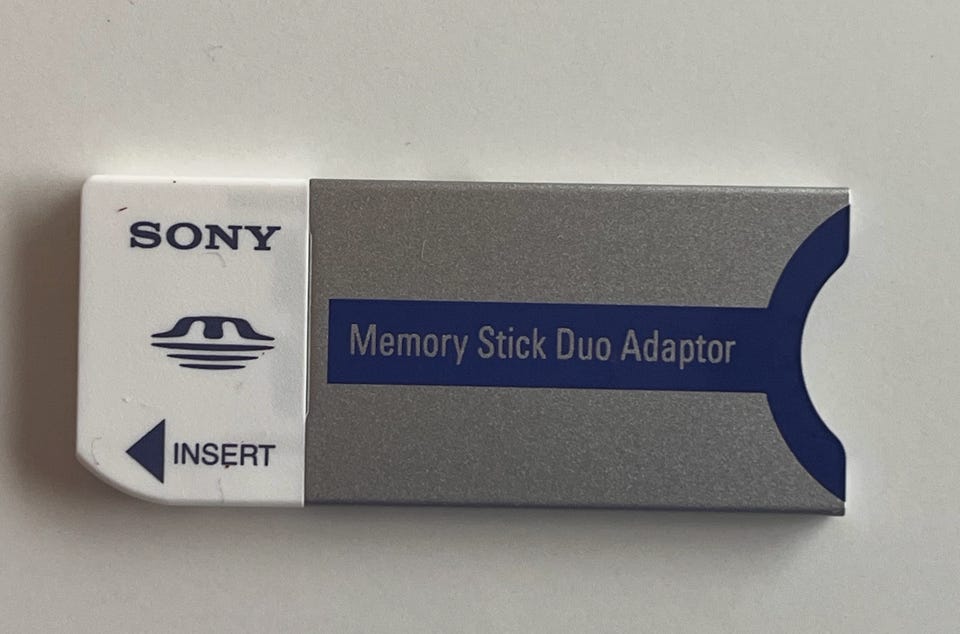 SONY
INSERT
Memory Stick Duo Adaptor